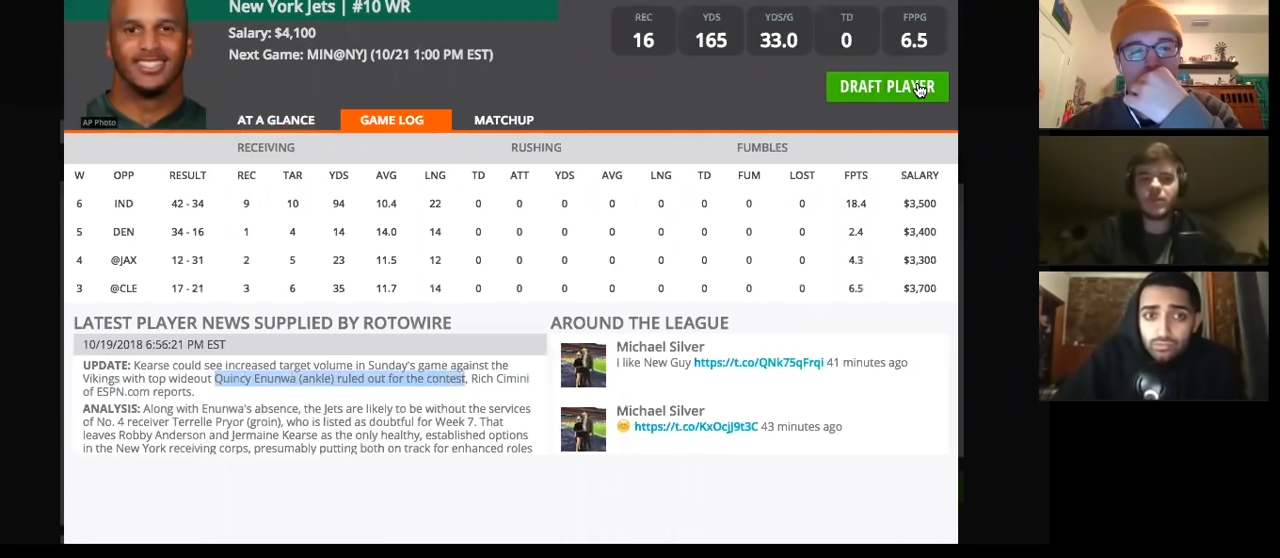 New York Jets | #10 WR
Salary: $4,100
Next Game: MIN@NYJ (10/21 1:00 PM EST)
REC YDS YDS/G TD FPPG
16 165 33.0 0 6.5
DRAFT PLAYER
AP Photo
AT A GLANCE GAME LOG MATCHUP
RECEIVING RUSHING FUMBLES
W OPP RESULT REC TAR YDS AVG LNG TD ATT YDS AVG LNG TD FUM LOST FPTS SALARY
6 IND 42 - 34 9 10 94 10.4 22 0 0 0 0 0 0 0 0 18.4 $3,500
5 DEN 34 - 16 1 4 14 14.0 14 0 0 0 0 0 0 0 0 2.4 $3,400
4 @JAX 12 - 31 2 5 23 11.5 12 0 0 0 0 0 0 0 0 4.3 $3,300
3 @CLE 17 - 21 3 6 35 11.7 14 0 0 0 0 0 0 0 0 6.5 $3,700
LATEST PLAYER NEWS SUPPLIED BY ROTOWIRE
10/19/2018 6:56:21 PM EST
UPDATE: Kearse could see increased target volume in Sunday's game against the
Vikings with top wideout Quincy Enunwa (ankle) ruled out for the contest, Rich Cimini
of ESPN.com reports.
ANALYSIS: Along with Enunwa's absence, the Jets are likely to be without the services
of No. 4 receiver Terrelle Pryor (groin), who is listed as doubtful for Week 7. That
leaves Robby Anderson and Jermaine Kearse as the only healthy, established options
in the New York receiving corps, presumably putting both on track for enhanced roles
AROUND THE LEAGUE
Michael Silver
I like New Guy https://t.co/QNk75qFrqi 41 minutes ago
Michael Silver
https://t.co/KxOcjJ9t3C 43 minutes ago